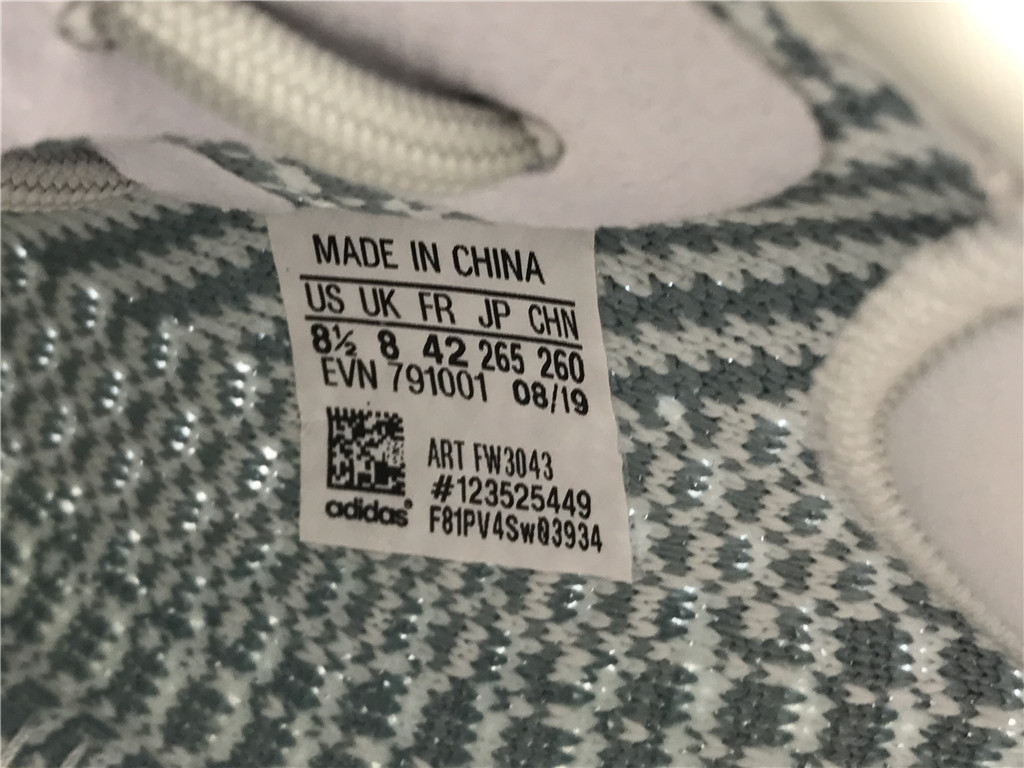 MADE IN CHINA
US UK FR JP CHN
8½ 8 42 265 260
EVN 791001 08/19
ART FW3043
#123525449
adidas® F81PV4Sw03934